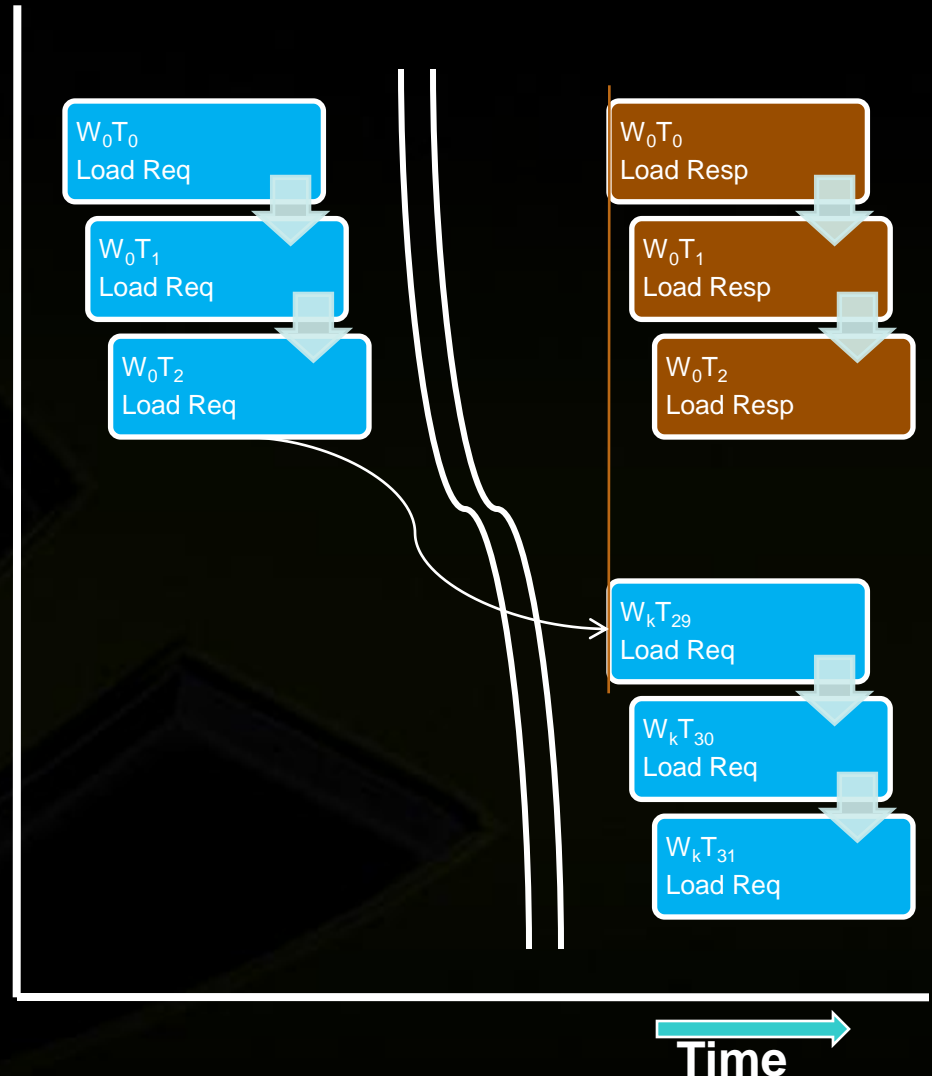 W₀T₀
Load Req
W₀T₁
Load Req
W₀T₂
Load Req
W₀T₀
Load Resp
W₀T₁
Load Resp
W₀T₂
Load Resp
WₖT₂₉
Load Req
WₖT₃₀
Load Req
WₖT₃₁
Load Req
Time